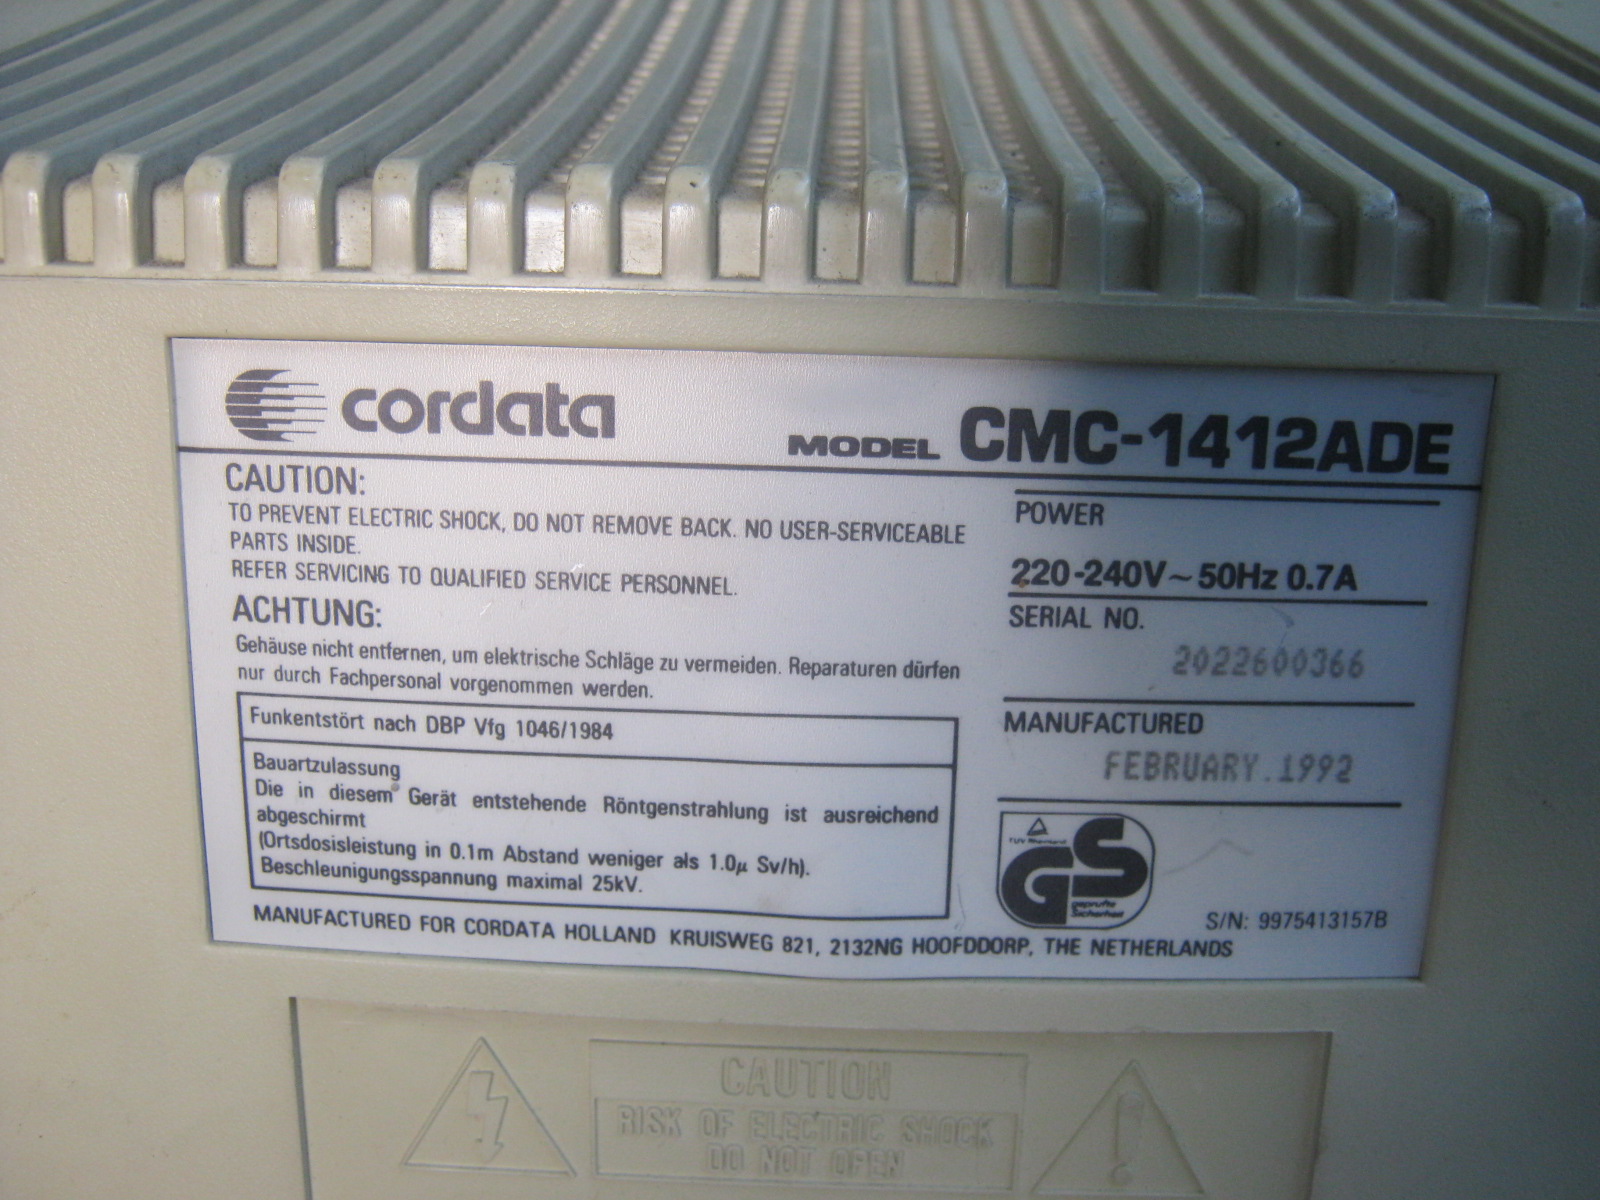 cordata
MODEL CMC-1412ADE
CAUTION:
TO PREVENT ELECTRIC SHOCK, DO NOT REMOVE BACK. NO USER-SERVICEABLE
PARTS INSIDE.
REFER SERVICING TO QUALIFIED SERVICE PERSONNEL.
ACHTUNG:
Gehäuse nicht entfernen, um elektrische Schläge zu vermeiden. Reparaturen dürfen
nur durch Fachpersonal vorgenommen werden.
Funkentstört nach DBP Vfg 1046/1984
Bauartzulassung
Die in diesem Gerät entstehende Röntgenstrahlung ist ausreichend
abgeschirmt
(Ortsdosisleistung in 0.1m Abstand weniger als 1.0μ Sv/h).
Beschleunigungsspannung maximal 25kV.
POWER
220-240V~50Hz 0.7A
SERIAL NO.
2022600366
MANUFACTURED
FEBRUARY.1992
TUV Rheinland
GS
geprüfte
Sicherheit
S/N: 9975413157B
MANUFACTURED FOR CORDATA HOLLAND KRUISWEG 821, 2132NG HOOFDDORP, THE NETHERLANDS
CAUTION
RISK OF ELECTRIC SHOCK
DO NOT OPEN